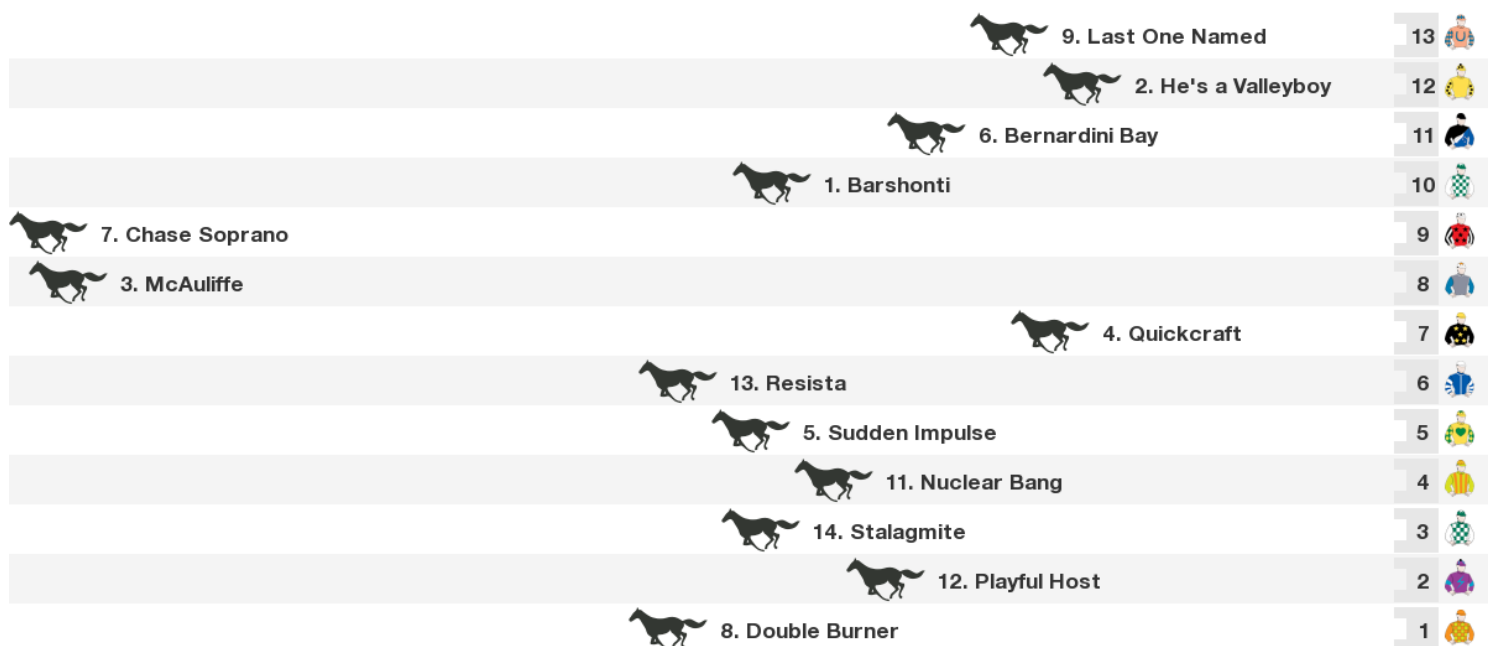 9. Last One Named 13
2. He's a Valleyboy 12
6. Bernardini Bay 11
1. Barshonti 10
7. Chase Soprano 9
3. McAuliffe 8
4. Quickcraft 7
13. Resista 6
5. Sudden Impulse 5
11. Nuclear Bang 4
14. Stalagmite 3
12. Playful Host 2
8. Double Burner 1